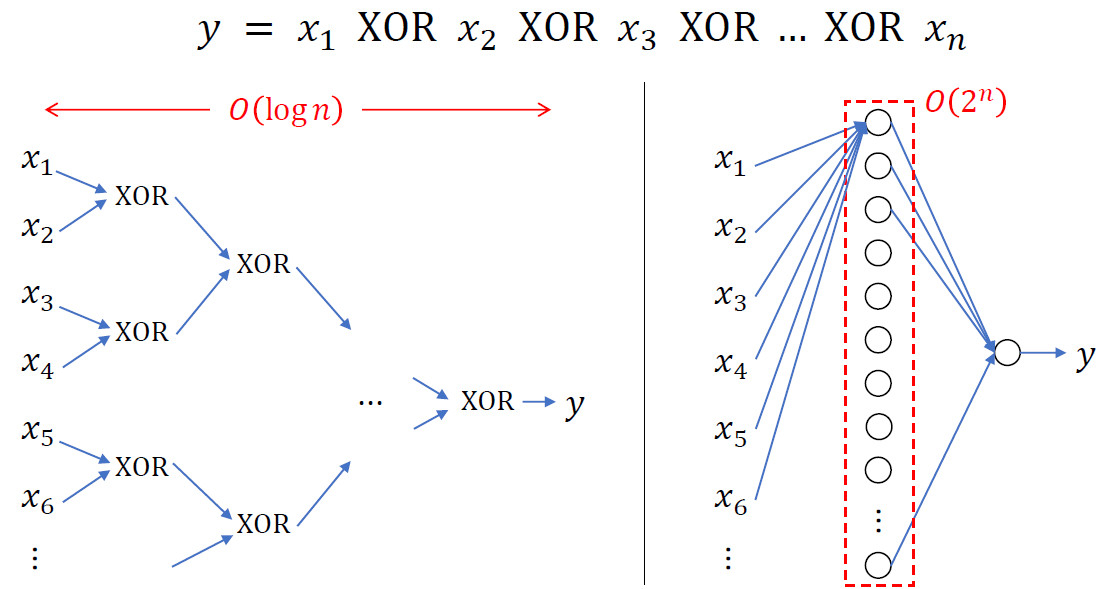 y = x₁ XOR x₂ XOR x₃ XOR ... XOR xₙ
O(log n)
x₁
x₂
x₃
x₄
x₅
x₆
⋮
XOR
XOR
XOR
XOR
XOR
...
XOR
y
O(2ⁿ)
x₁
x₂
x₃
x₄
x₅
x₆
⋮
⋮
y